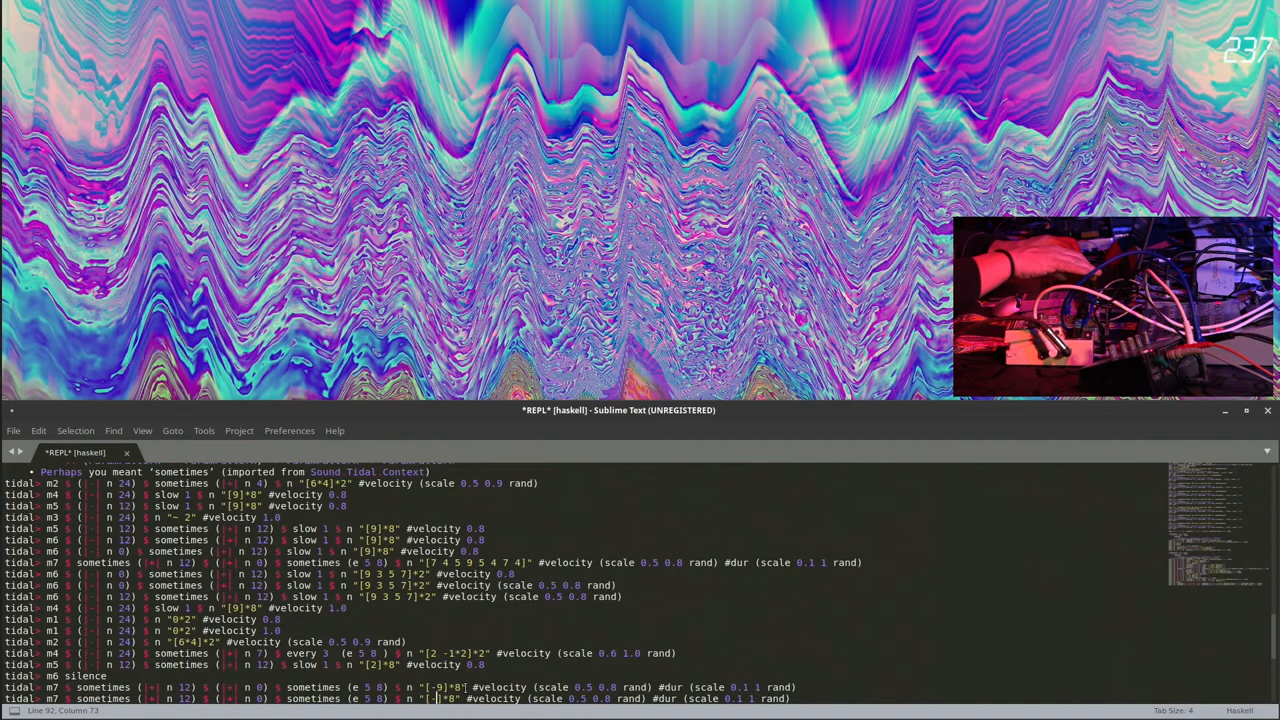 237
*REPL* [haskell] - Sublime Text (UNREGISTERED)
File Edit Selection Find View Goto Tools Project Preferences Help
*REPL* [haskell]
• Perhaps you meant ‘sometimes’ (imported from Sound.Tidal.Context)
tidal> m2 $ (|-| n 24) $ sometimes (|+| n 4) $ n "[6*4]*2" #velocity (scale 0.5 0.8 rand)
tidal> m4 $ (|-| n 24) $ slow 1 $ n "[9]*8" #velocity 0.8
tidal> m5 $ (|-| n 12) $ slow 1 $ n "[9]*8" #velocity 0.8
tidal> m3 $ (|-| n 24) $ n "~ 2" #velocity 1.0
tidal> m5 $ (|-| n 12) $ sometimes (|+| n 12) $ slow 1 $ n "[9]*8" #velocity 0.8
tidal> m6 $ (|-| n 12) $ sometimes (|+| n 12) $ slow 1 $ n "[9]*8" #velocity 0.8
tidal> m6 $ (|-| n 0) $ sometimes (|+| n 12) $ slow 1 $ n "[9]*8" #velocity 0.8
tidal> m7 $ sometimes (|+| n 12) $ (|+| n 0) $ sometimes (e 5 8) $ n "[7 4 5 9 3 7 7 4]" #velocity (scale 0.5 0.8 rand) #dur (scale 0.1 1 rand)
tidal> m6 $ (|-| n 0) $ sometimes (|+| n 12) $ slow 1 $ n "[9 3 5 7]*2" #velocity 0.8
tidal> m6 $ (|-| n 0) $ sometimes (|+| n 12) $ slow 1 $ n "[9 3 5 7]*2" #velocity (scale 0.5 0.8 rand)
tidal> m6 $ (|-| n 12) $ sometimes (|+| n 12) $ slow 1 $ n "[9 3 5 7]*2" #velocity (scale 0.5 0.8 rand)
tidal> m4 $ (|-| n 24) $ slow 1 $ n "[9]*8" #velocity 1.0
tidal> m1 $ (|-| n 24) $ n "0*2" #velocity 0.8
tidal> m1 $ (|-| n 24) $ n "0*2" #velocity 1.0
tidal> m2 $ (|-| n 24) $ n "[6*4]*2" #velocity (scale 0.5 0.9 rand)
tidal> m4 $ (|-| n 24) $ sometimes (|+| n 7) $ every 3  (e 5 8 ) $ n "[2 -1*2]*2" #velocity (scale 0.6 1.0 rand)
tidal> m5 $ (|-| n 12) $ sometimes (|+| n 12) $ slow 1 $ n "[2]*8" #velocity 0.8
tidal> m6 silence
tidal> m7 $ sometimes (|+| n 12) $ (|+| n 0) $ sometimes (e 5 8) $ n "[-9]*8" #velocity (scale 0.5 0.8 rand) #dur (scale 0.1 1 rand)
tidal> m7 $ sometimes (|+| n 12) $ (|+| n 0) $ sometimes (e 5 8) $ n "[-]*8" #velocity (scale 0.5 0.8 rand) #dur (scale 0.1 1 rand)
Line 92, Column 73 Tab Size: 4 Haskell